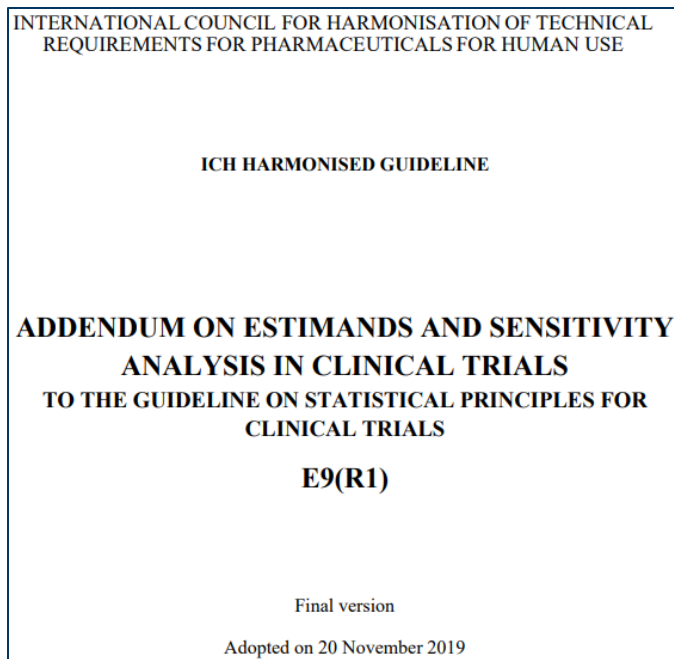 INTERNATIONAL COUNCIL FOR HARMONISATION OF TECHNICAL
REQUIREMENTS FOR PHARMACEUTICALS FOR HUMAN USE
ICH HARMONISED GUIDELINE
ADDENDUM ON ESTIMANDS AND SENSITIVITY
ANALYSIS IN CLINICAL TRIALS
TO THE GUIDELINE ON STATISTICAL PRINCIPLES FOR
CLINICAL TRIALS
E9(R1)
Final version
Adopted on 20 November 2019